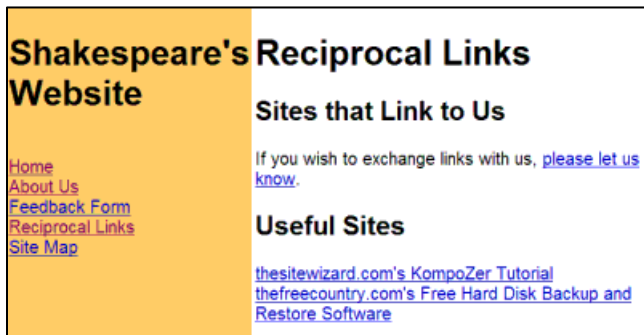 Shakespeare's
Website
Home
About Us
Feedback Form
Reciprocal Links
Site Map
Reciprocal Links
Sites that Link to Us
If you wish to exchange links with us, please let us
know.
Useful Sites
thesitewizard.com's KompoZer Tutorial
thefreecountry.com's Free Hard Disk Backup and
Restore Software